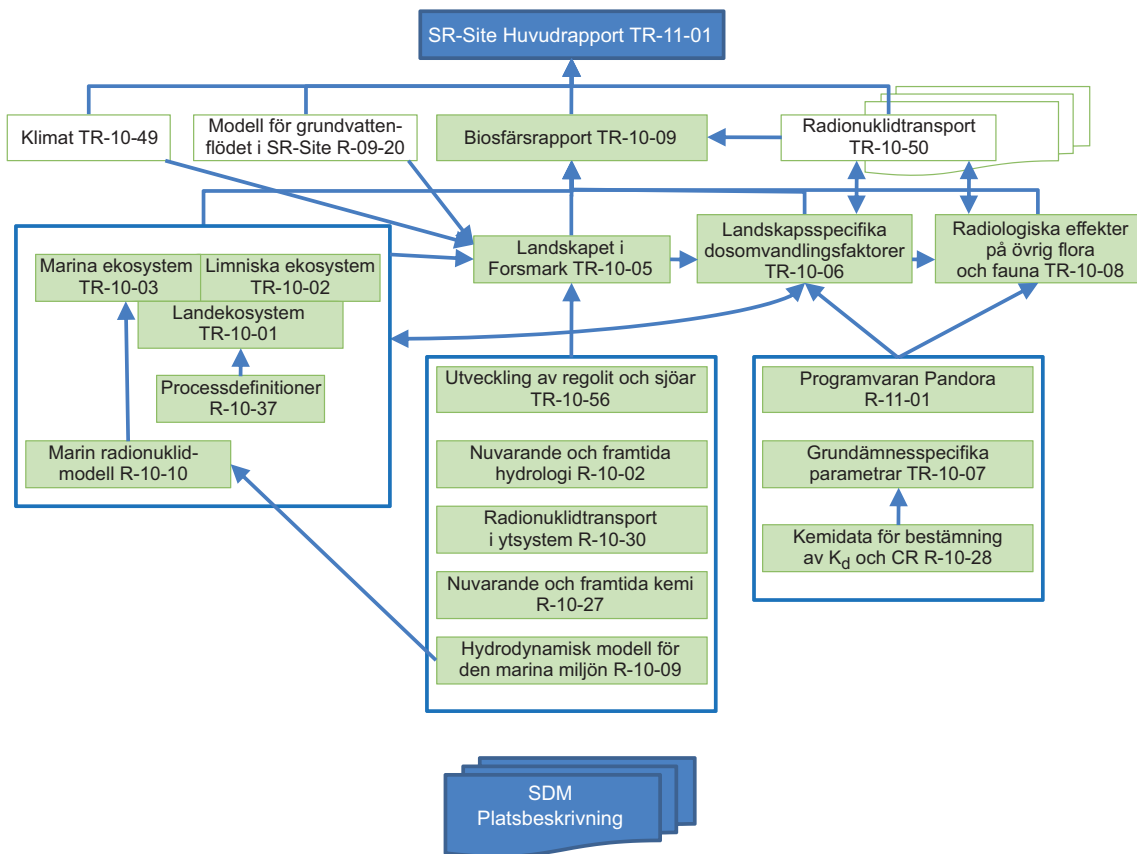 SR-Site Huvudrapport TR-11-01
Klimat TR-10-49
Modell för grundvatten-
flödet i SR-Site R-09-20
Biosfärsrapport TR-10-09
Radionuklidtransport
TR-10-50
Marina ekosystem
TR-10-03
Limniska ekosystem
TR-10-02
Landekosystem
TR-10-01
Processdefinitioner
R-10-37
Marin radionuklid-
modell R-10-10
Landskapet i
Forsmark TR-10-05
Landskapsspecifika
dosomvandlingsfaktorer
TR-10-06
Radiologiska effekter
på övrig flora
och fauna TR-10-08
Utveckling av regolit och sjöar
TR-10-56
Nuvarande och framtida
hydrologi R-10-02
Radionuklidtransport
i ytsystem R-10-30
Nuvarande och framtida kemi
R-10-27
Hydrodynamisk modell för
den marina miljön R-10-09
Programvaran Pandora
R-11-01
Grundämnesspecifika
parametrar TR-10-07
Kemidata för bestämning
av Kd och CR R-10-28
SDM
Platsbeskrivning